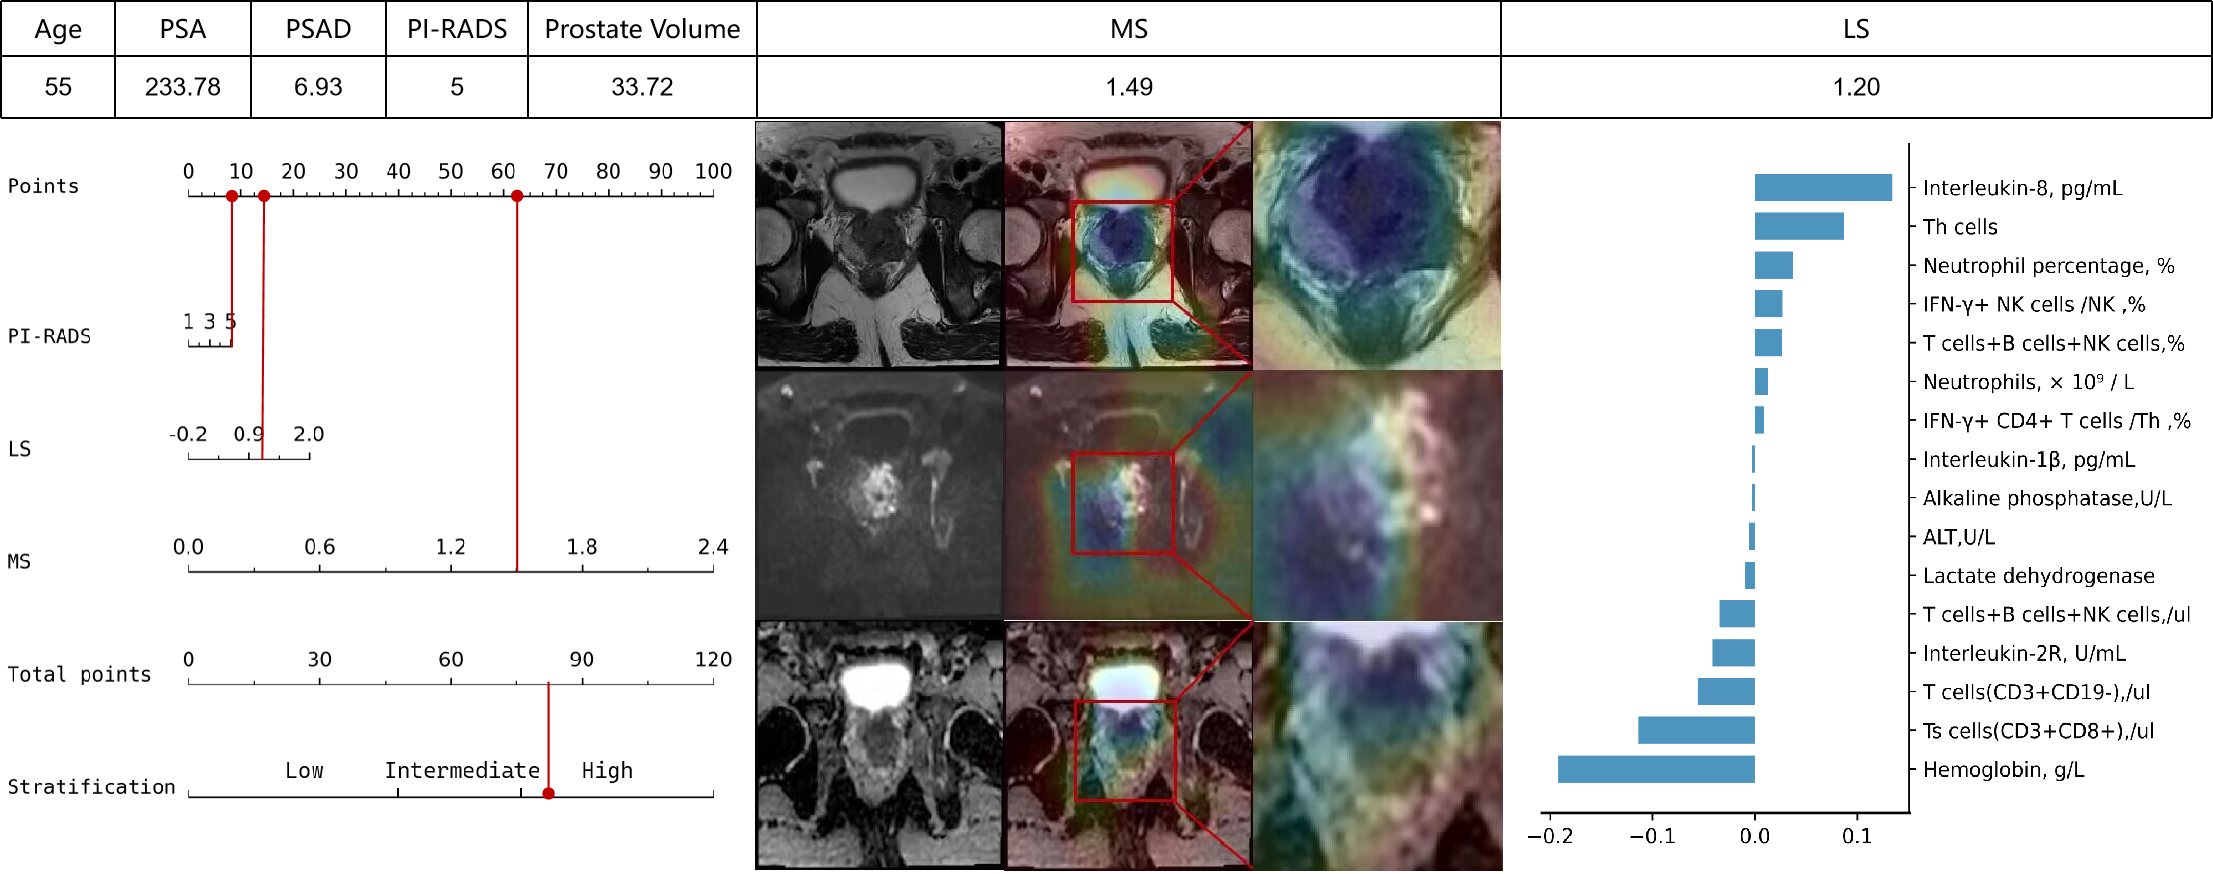 Age PSA PSAD PI-RADS Prostate Volume MS LS
55 233.78 6.93 5 33.72 1.49 1.20
Points 0 10 20 30 40 50 60 70 80 90 100
PI-RADS 1 3 5
LS -0.2 0.9 2.0
MS 0.0 0.6 1.2 1.8 2.4
Total points 0 30 60 90 120
Stratification Low Intermediate High
Interleukin-8, pg/mL
Th cells
Neutrophil percentage, %
IFN-γ+ NK cells /NK ,%
T cells+B cells+NK cells,%
Neutrophils, × 10⁹ / L
IFN-γ+ CD4+ T cells /Th ,%
Interleukin-1β, pg/mL
Alkaline phosphatase,U/L
ALT,U/L
Lactate dehydrogenase
T cells+B cells+NK cells,/ul
Interleukin-2R, U/mL
T cells(CD3+CD19-),/ul
Ts cells(CD3+CD8+),/ul
Hemoglobin, g/L
−0.2 −0.1 0.0 0.1